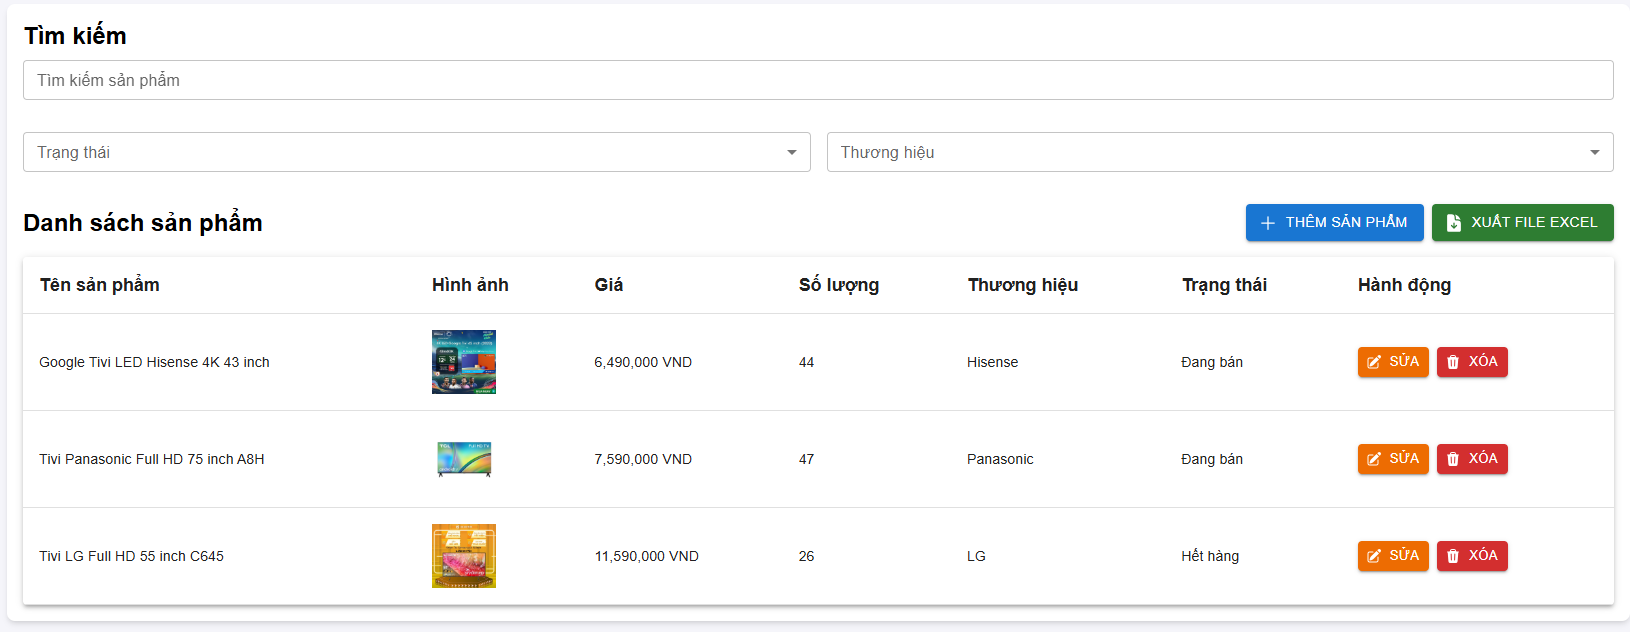 Tìm kiếm
Tìm kiếm sản phẩm
Trạng thái Thương hiệu
Danh sách sản phẩm THÊM SẢN PHẨM XUẤT FILE EXCEL
Tên sản phẩm Hình ảnh Giá Số lượng Thương hiệu Trạng thái Hành động
Google Tivi LED Hisense 4K 43 inch 6,490,000 VND 44 Hisense Đang bán SỬA XÓA
Tivi Panasonic Full HD 75 inch A8H 7,590,000 VND 47 Panasonic Đang bán SỬA XÓA
Tivi LG Full HD 55 inch C645 11,590,000 VND 26 LG Hết hàng SỬA XÓA